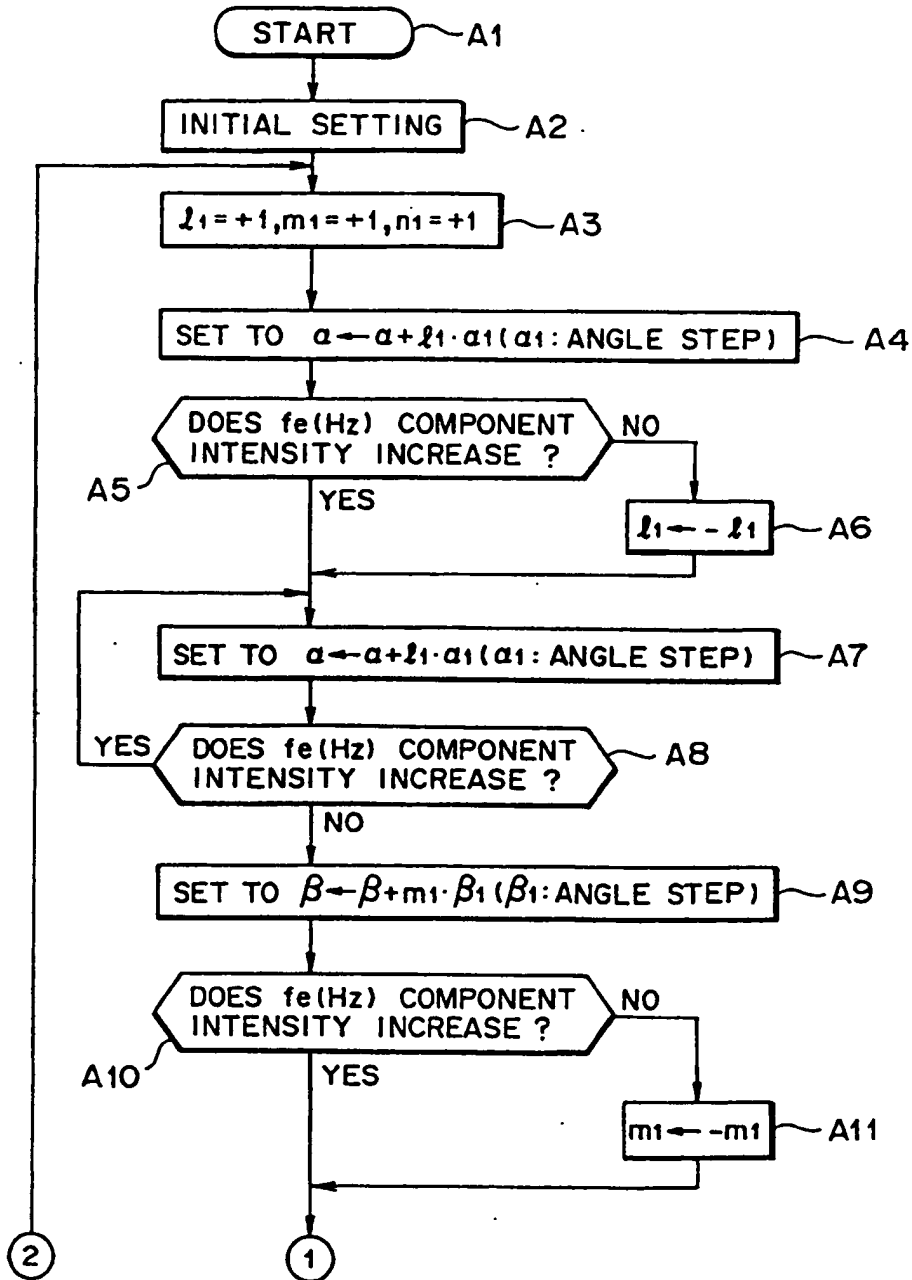 START
A1
INITIAL SETTING
A2
ℓ1=+1,m1=+1,n1=+1
A3
SET TO α←α+ℓ1·α1(α1:ANGLE STEP)
A4
DOES fe(Hz) COMPONENT
INTENSITY INCREASE ?
NO
A5
YES
ℓ1←-ℓ1
A6
SET TO α←α+ℓ1·α1(α1:ANGLE STEP)
A7
YES
DOES fe(Hz) COMPONENT
INTENSITY INCREASE ?
A8
NO
SET TO β←β+m1·β1(β1:ANGLE STEP)
A9
DOES fe(Hz) COMPONENT
INTENSITY INCREASE ?
NO
A10
YES
m1←-m1
A11
2
1